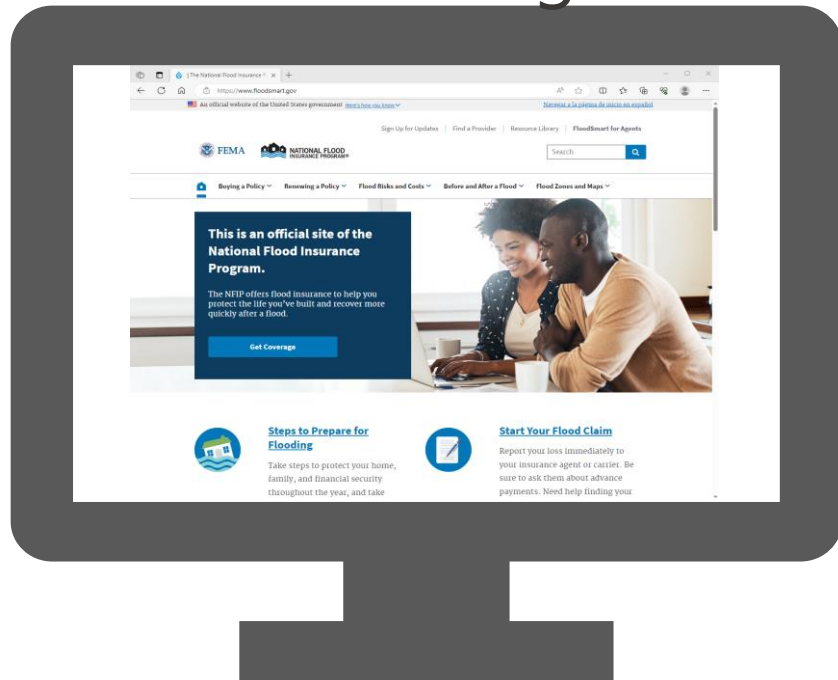 g
| The National Flood Insurance
https://www.floodsmart.gov
An official website of the United States government Here's how you know
Navegar a la página de inicio en español
Sign Up for Updates | Find a Provider | Resource Library | FloodSmart for Agents
FEMA
NATIONAL FLOOD
INSURANCE PROGRAM®
Search
Buying a Policy
Renewing a Policy
Flood Risks and Costs
Before and After a Flood
Flood Zones and Maps
This is an official site of the
National Flood Insurance
Program.
The NFIP offers flood insurance to help you
protect the life you've built and recover more
quickly after a flood.
Get Coverage
Steps to Prepare for
Flooding
Take steps to protect your home,
family, and financial security
throughout the year, and take
Start Your Flood Claim
Report your loss immediately to
your insurance agent or carrier. Be
sure to ask them about advance
payments. Need help finding your